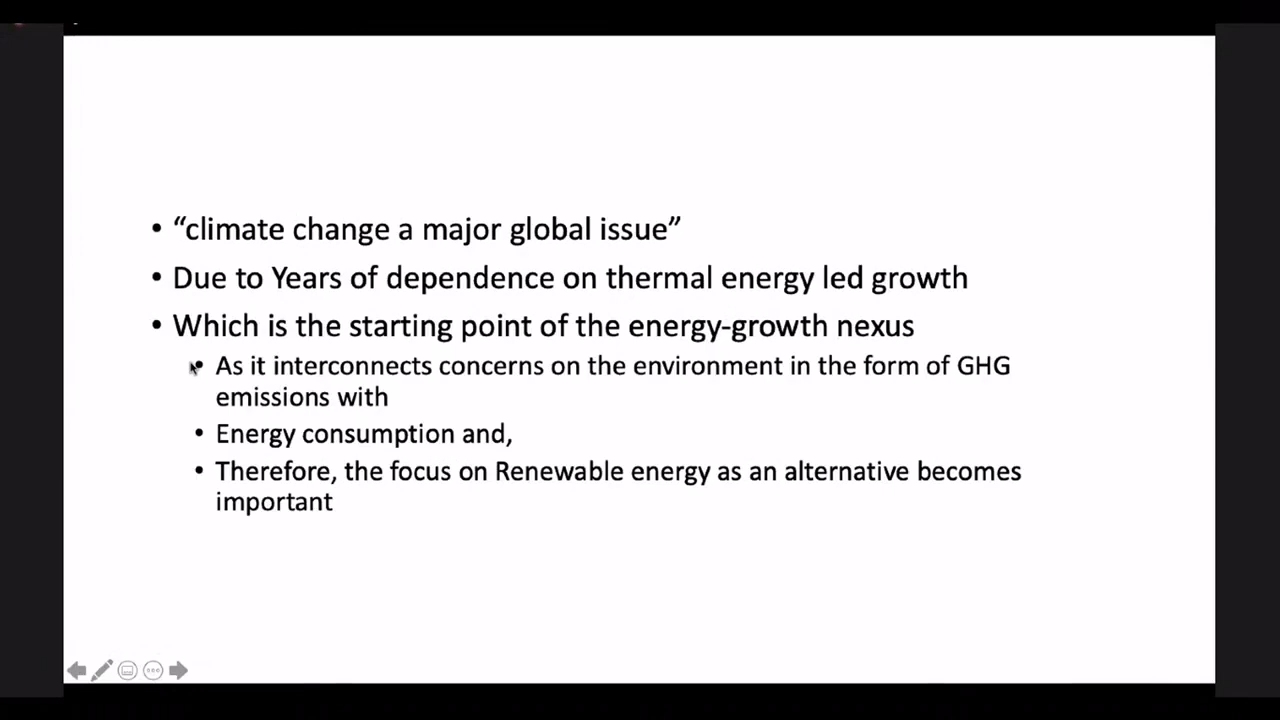 • “climate change a major global issue”
• Due to Years of dependence on thermal energy led growth
• Which is the starting point of the energy-growth nexus
• As it interconnects concerns on the environment in the form of GHG
emissions with
• Energy consumption and,
• Therefore, the focus on Renewable energy as an alternative becomes
important